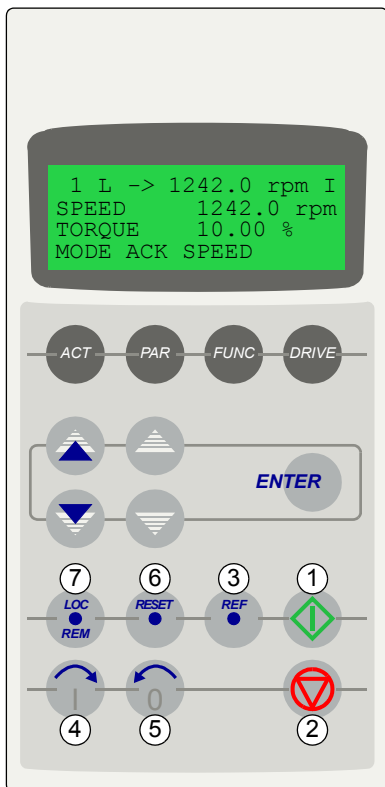 1 L -> 1242.0 rpm I
SPEED 1242.0 rpm
TORQUE 10.00 %
MODE ACK SPEED
ACT PAR FUNC DRIVE
ENTER
7 6 3 1
LOC RESET REF
REM
I 0
4 5 2